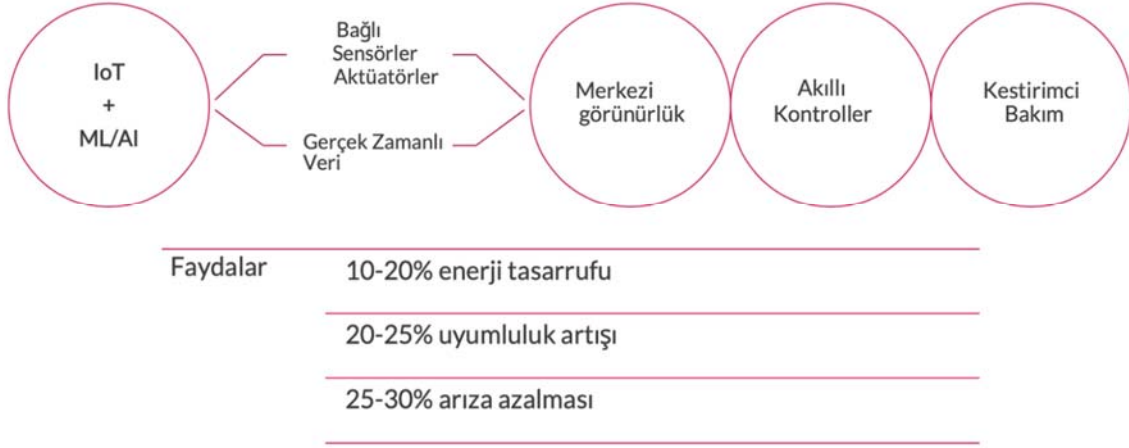 IoT
+
ML/AI
Bağlı
Sensörler
Aktüatörler
Gerçek Zamanlı
Veri
Merkezi
görünürlük
Akıllı
Kontroller
Kestirimci
Bakım
Faydalar
10-20% enerji tasarrufu
20-25% uyumluluk artışı
25-30% arıza azalması